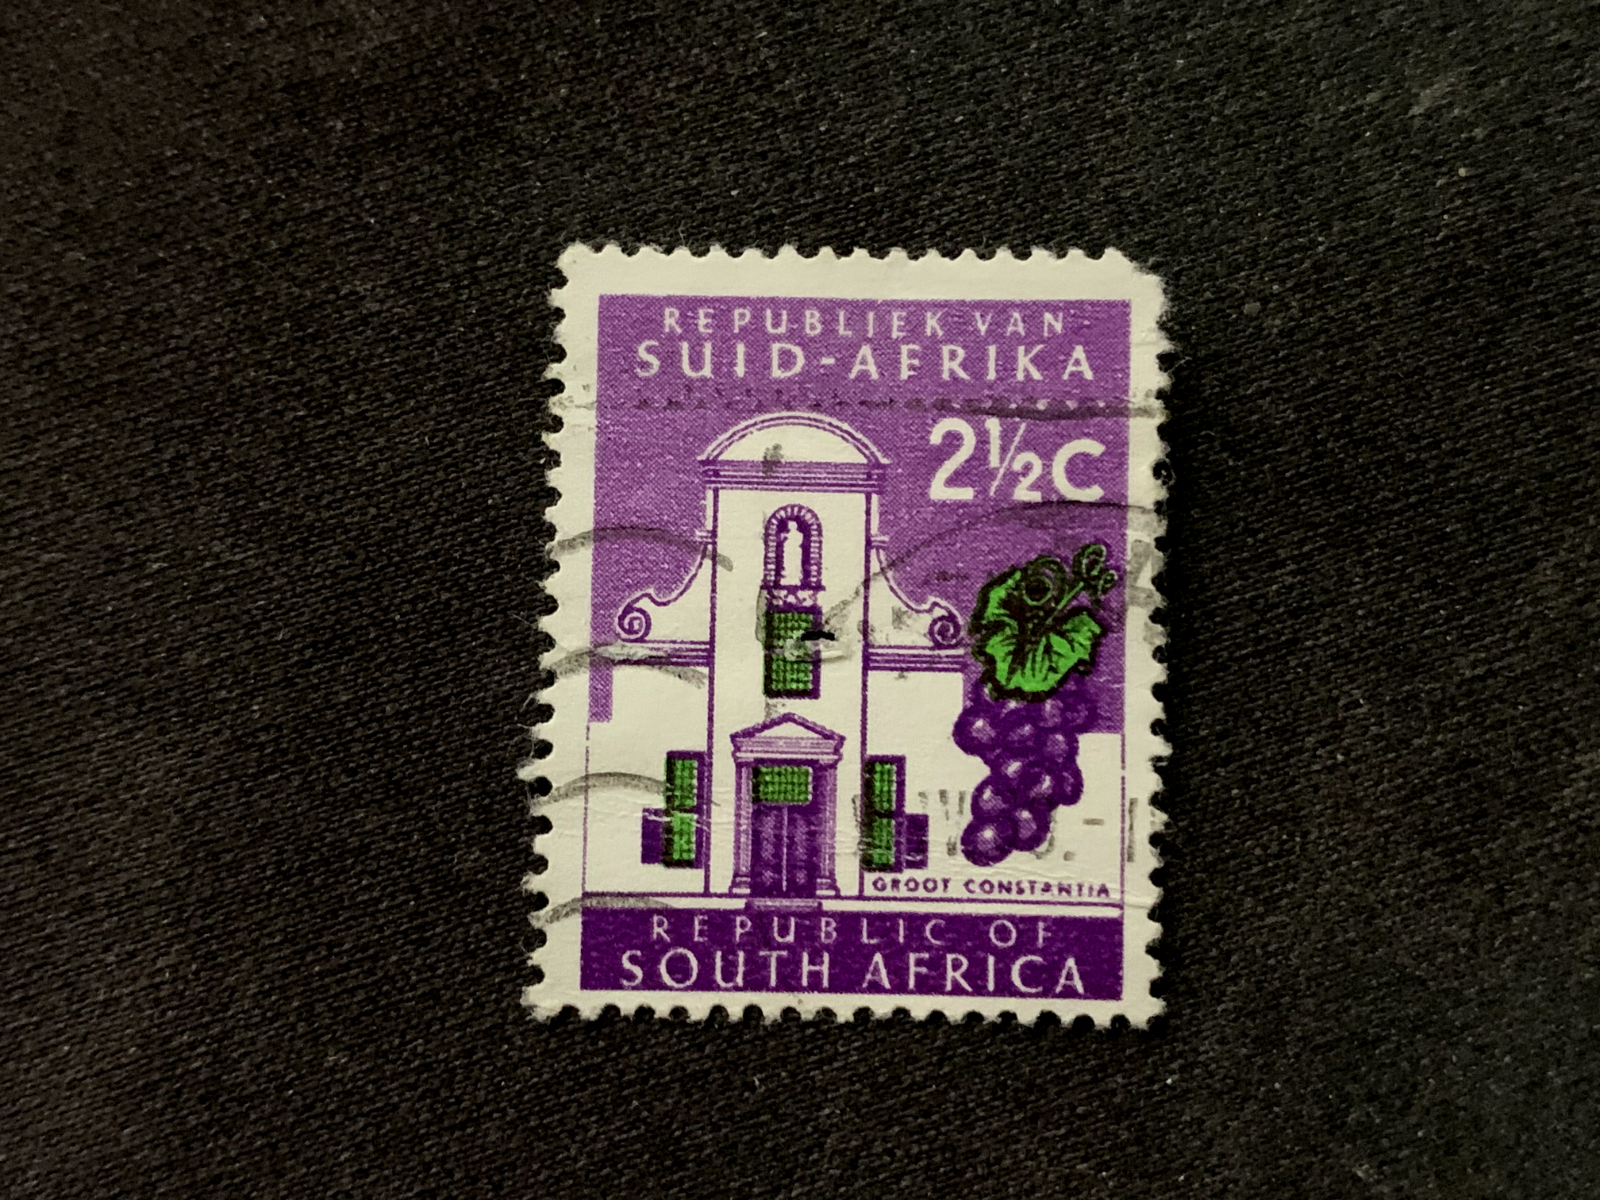 REPUBLIEK VAN
SUID-AFRIKA
2½C
GROOT CONSTANTIA
REPUBLIC OF
SOUTH AFRICA